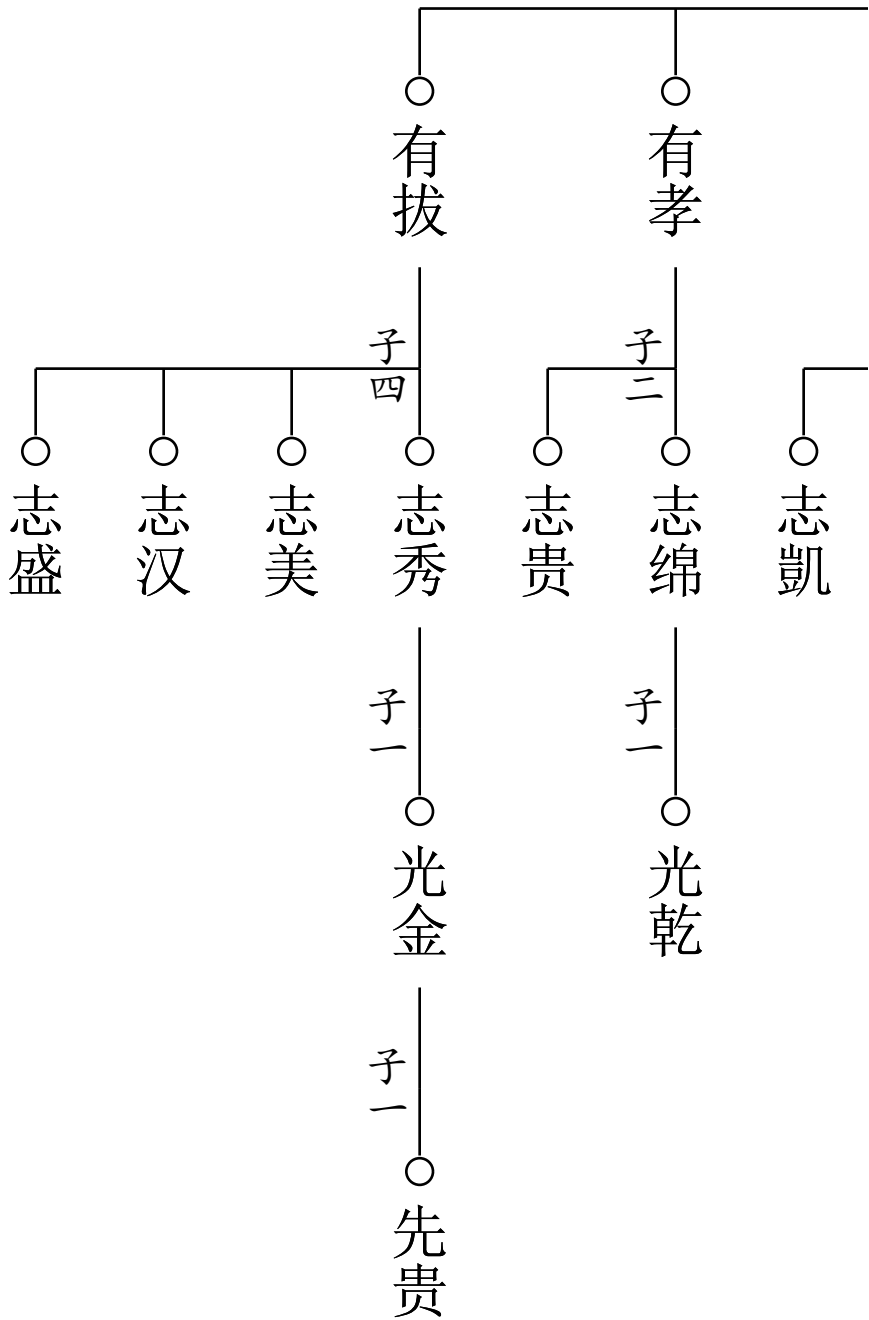 有孝
有拔
子二
子四
志凱
志绵
志贵
志秀
志美
志汉
志盛
子一
子一
光乾
光金
子一
先贵